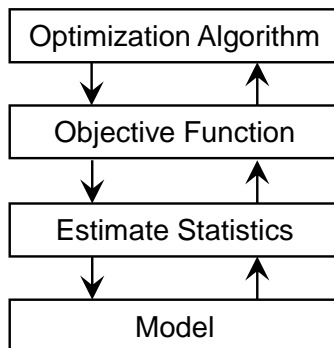 Optimization Algorithm
Objective Function
Estimate Statistics
Model